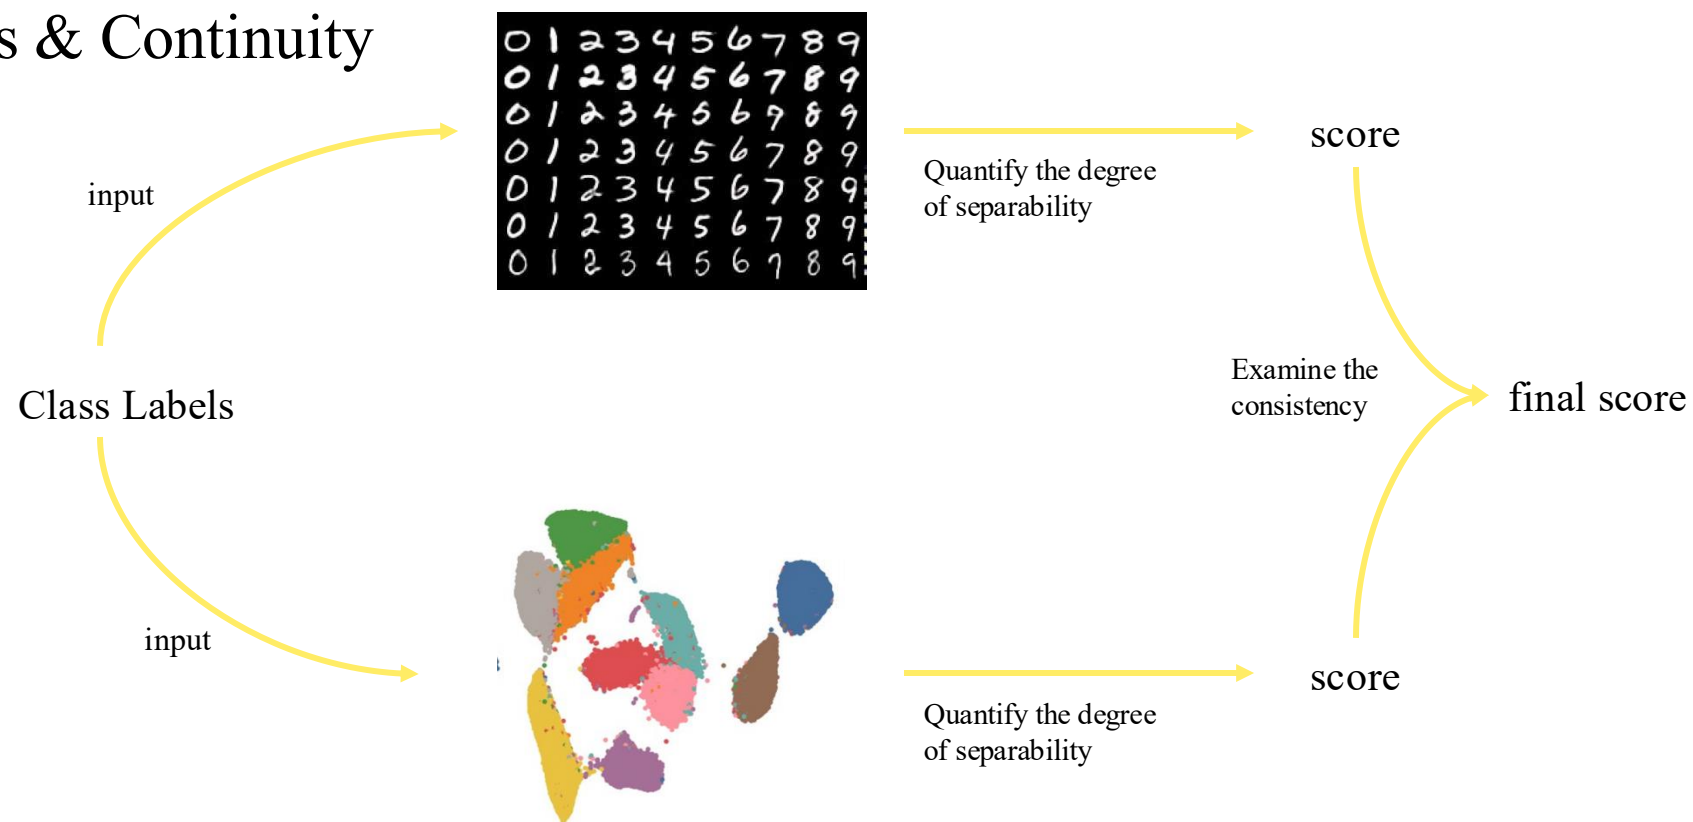 s & Continuity
0 1 2 3 4 5 6 7 8 9
0 1 2 3 4 5 6 7 8 9
0 1 2 3 4 5 6 7 8 9
0 1 2 3 4 5 6 7 8 9
0 1 2 3 4 5 6 7 8 9
0 1 2 3 4 5 6 7 8 9
0 1 2 3 4 5 6 7 8 9
input
Quantify the degree
of separability
score
Class Labels
Examine the
consistency
final score
input
Quantify the degree
of separability
score